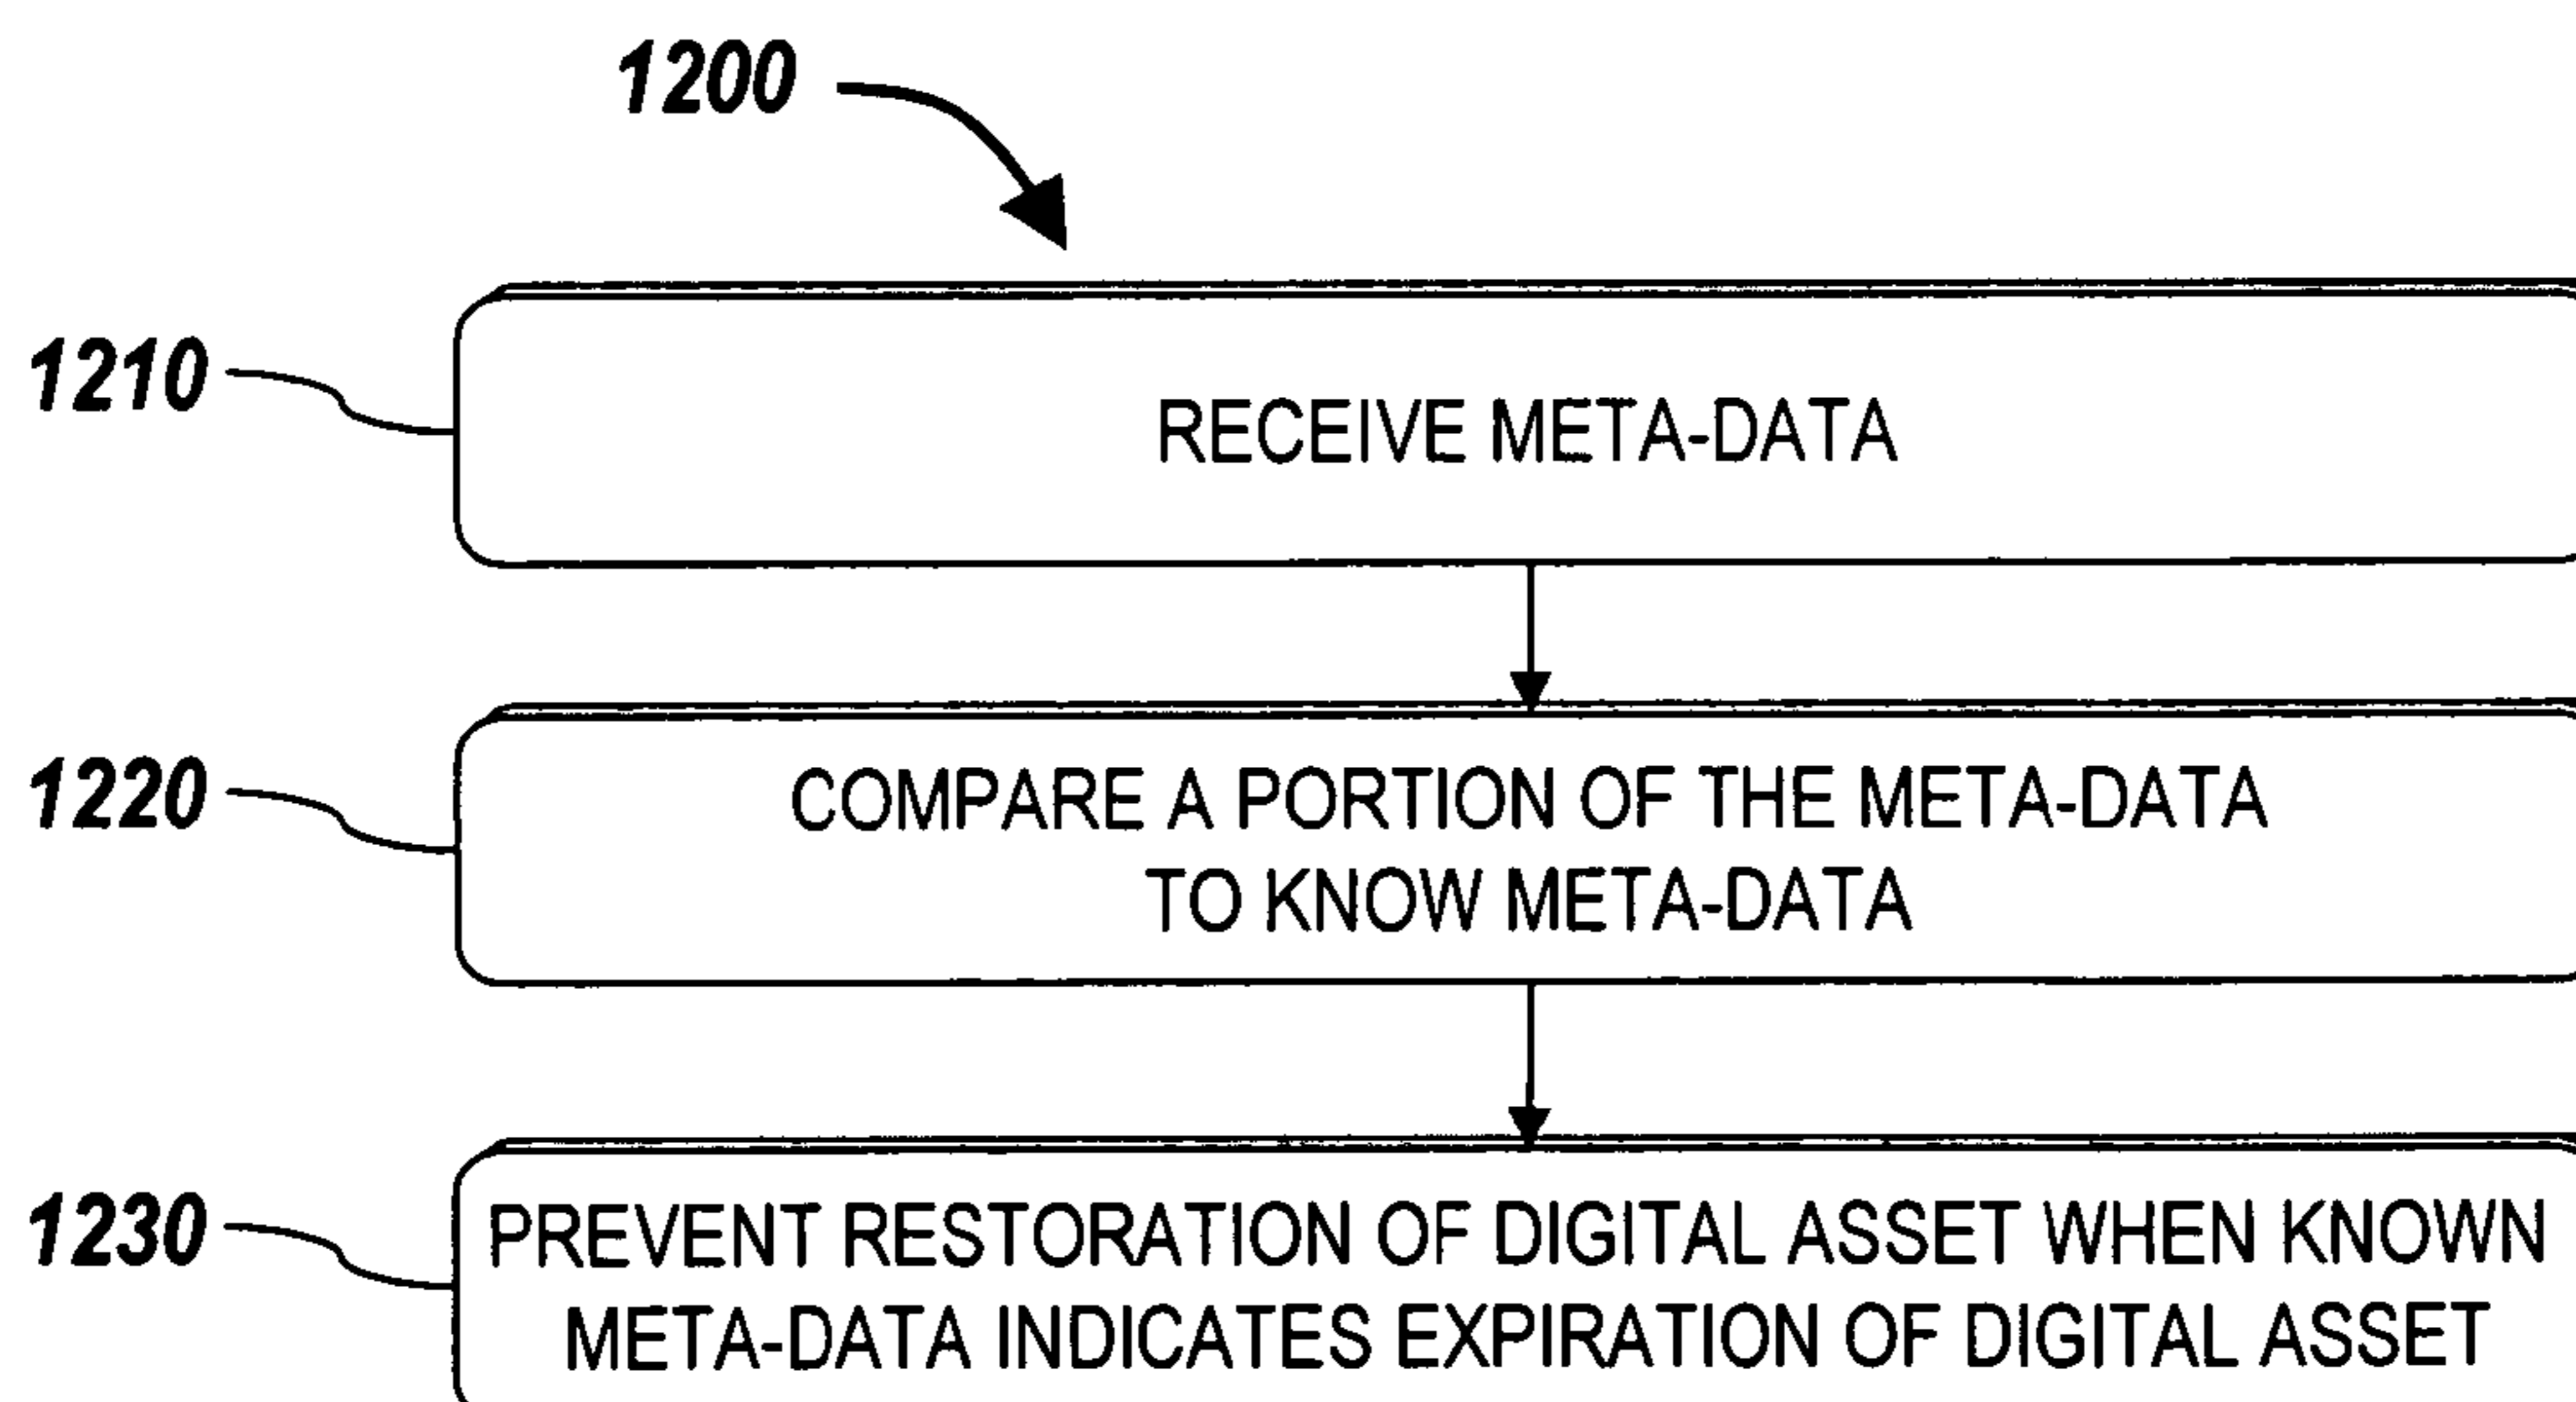 1200
1210
RECEIVE META-DATA
1220
COMPARE A PORTION OF THE META-DATA
TO KNOW META-DATA
1230
PREVENT RESTORATION OF DIGITAL ASSET WHEN KNOWN
META-DATA INDICATES EXPIRATION OF DIGITAL ASSET